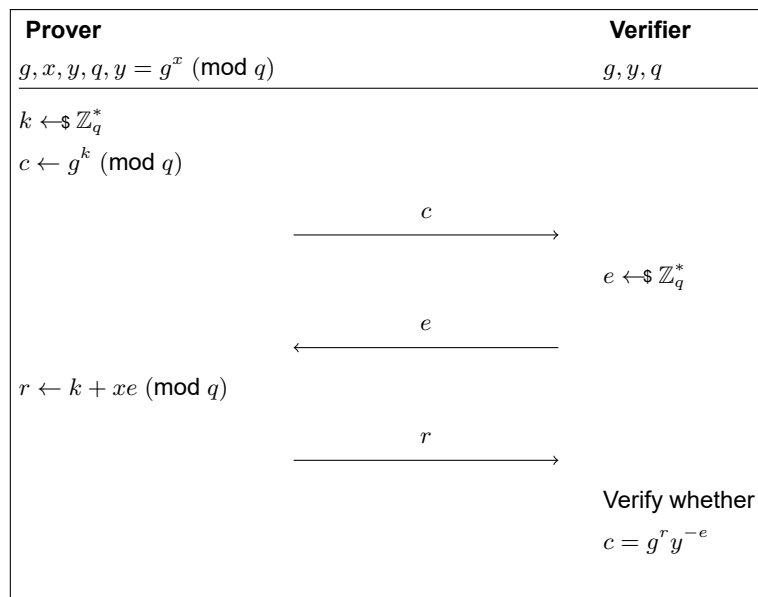 Prover Verifier
g, x, y, q, y = g^x (mod q) g, y, q
k ←$ ℤ_q^*
c ← g^k (mod q)
c
e ←$ ℤ_q^*
e
r ← k + xe (mod q)
r
Verify whether
c = g^r y^{-e}